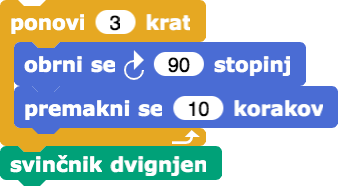 ponovi 3 krat
obrni se 90 stopinj
premakni se 10 korakov
svinčnik dvignjen